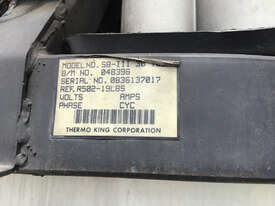 MODEL NO. SB-III 30
B/M NO. 048396
SERIAL NO. 0836137017
REF. R502-19LBS
VOLTS AMPS
PHASE CYC
THERMO KING CORPORATION